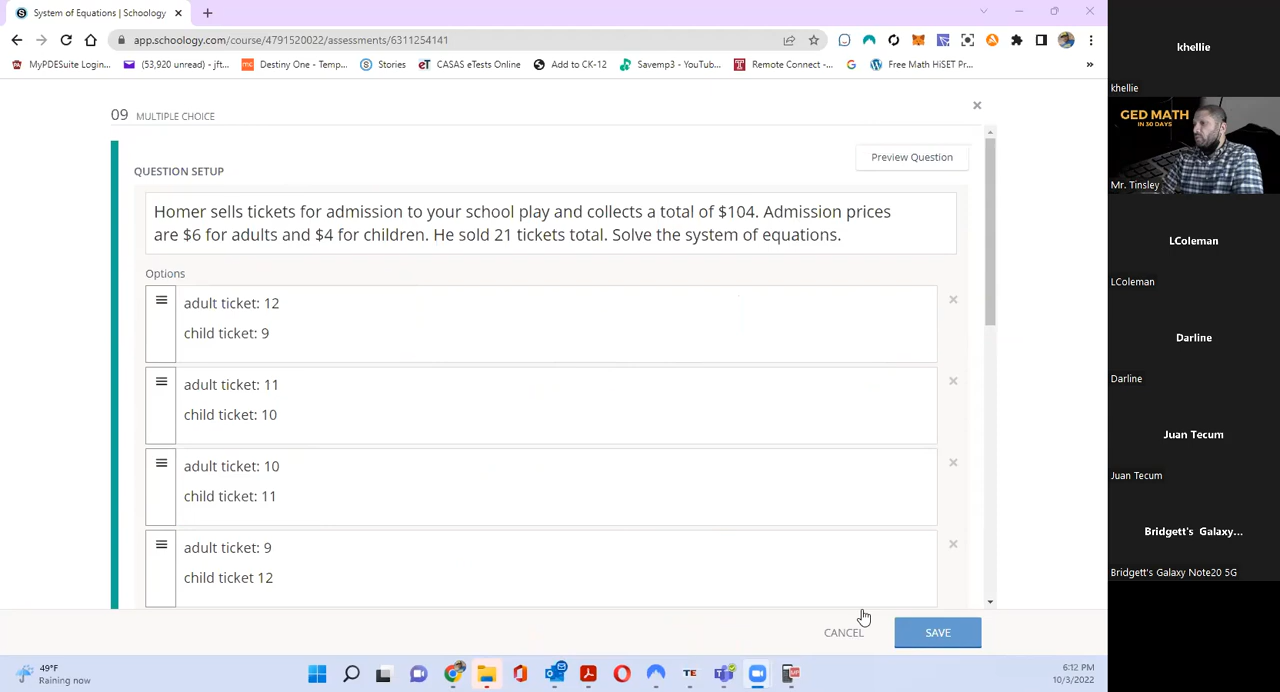 System of Equations | Schoology
app.schoology.com/course/4791520022/assessments/6311254141
MyPDESuite Login...
(53,920 unread) - jft...
Destiny One - Temp...
Stories
CASAS eTests Online
Add to CK-12
Savemp3 - YouTub...
Remote Connect -...
Free Math HiSET Pr...
»
09 MULTIPLE CHOICE
QUESTION SETUP
Preview Question
Homer sells tickets for admission to your school play and collects a total of $104. Admission prices
are $6 for adults and $4 for children. He sold 21 tickets total. Solve the system of equations.
Options
adult ticket: 12
child ticket: 9
adult ticket: 11
child ticket: 10
adult ticket: 10
child ticket: 11
adult ticket: 9
child ticket 12
CANCEL
SAVE
49°F
Raining now
6:12 PM
10/3/2022
khellie
khellie
GED MATH
IN 30 DAYS
Mr. Tinsley
LColeman
LColeman
Darline
Darline
Juan Tecum
Juan Tecum
Bridgett's Galaxy...
Bridgett's Galaxy Note20 5G